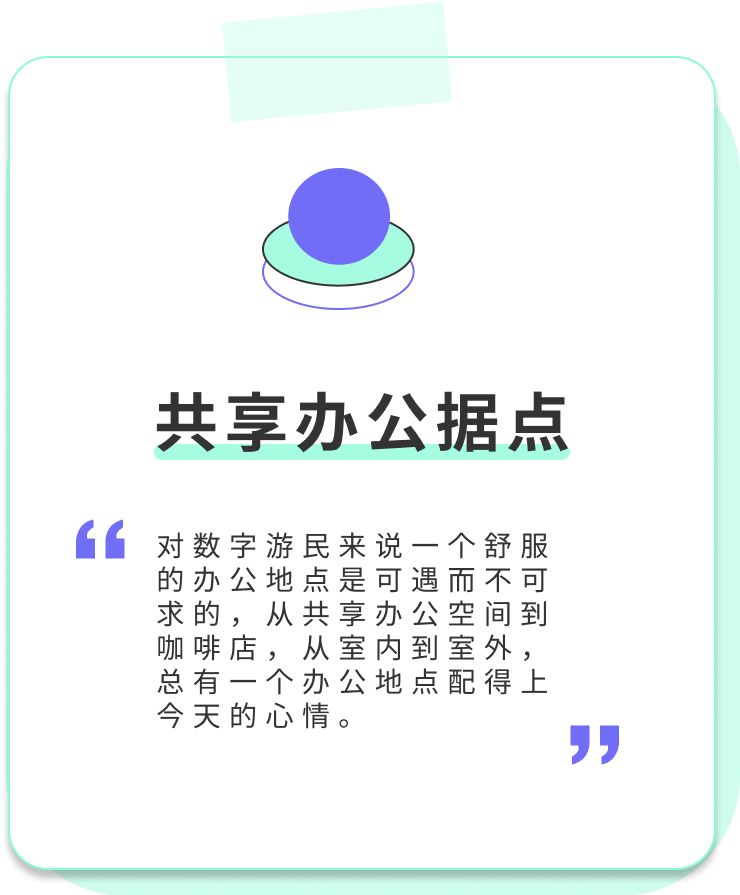 共享办公据点
“对数字游民来说一个舒服
的办公地点是可遇而不可
求的，从共享办公空间到
咖啡店，从室内到室外，
总有一个办公地点配得上
今天的心情。”